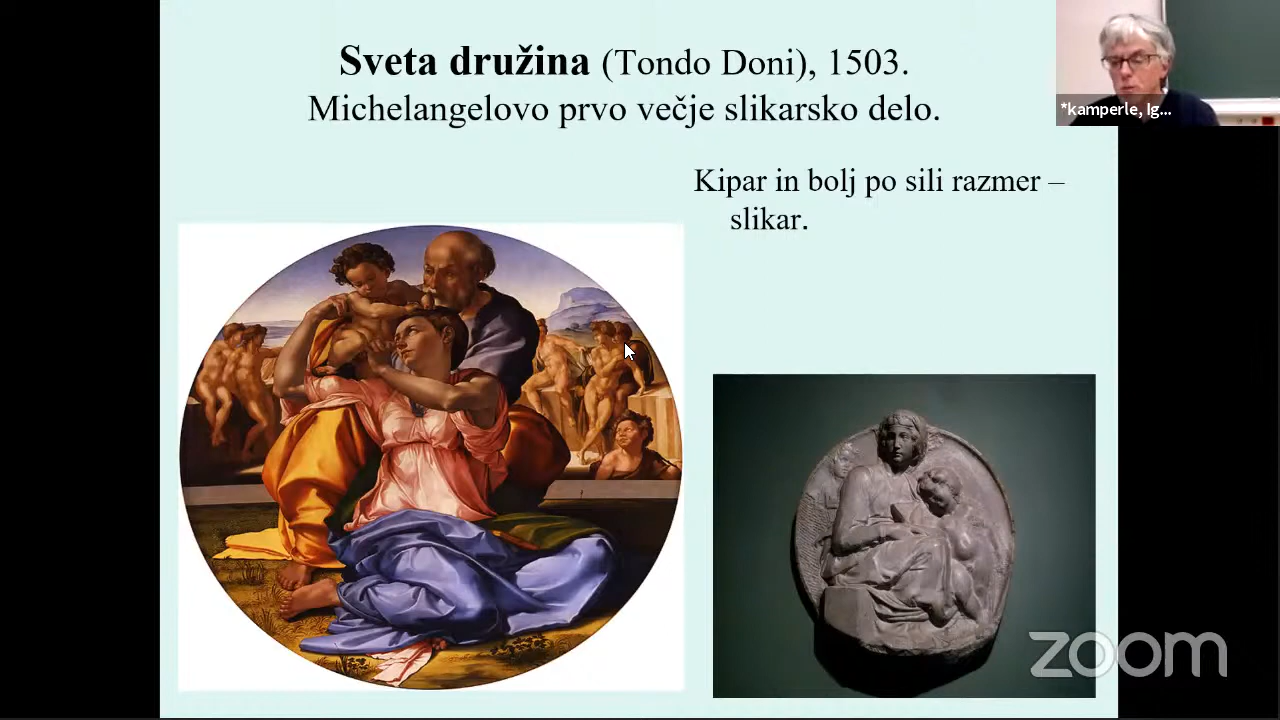 Sveta družina (Tondo Doni), 1503.
Michelangelovo prvo večje slikarsko delo.
*kamperle, Ig...
Kipar in bolj po sili razmer –
slikar.
zoom